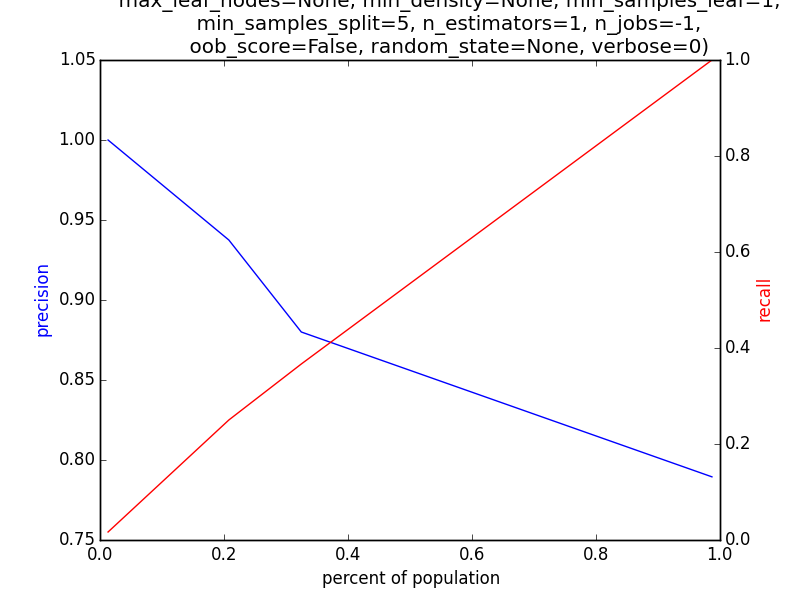 max_leaf_nodes=None, min_density=None, min_samples_leaf=1,
min_samples_split=5, n_estimators=1, n_jobs=-1,
oob_score=False, random_state=None, verbose=0)
1.05
1.00
0.95
0.90
0.85
0.80
0.75
precision
1.0
0.8
0.6
0.4
0.2
0.0
recall
0.0 0.2 0.4 0.6 0.8 1.0
percent of population